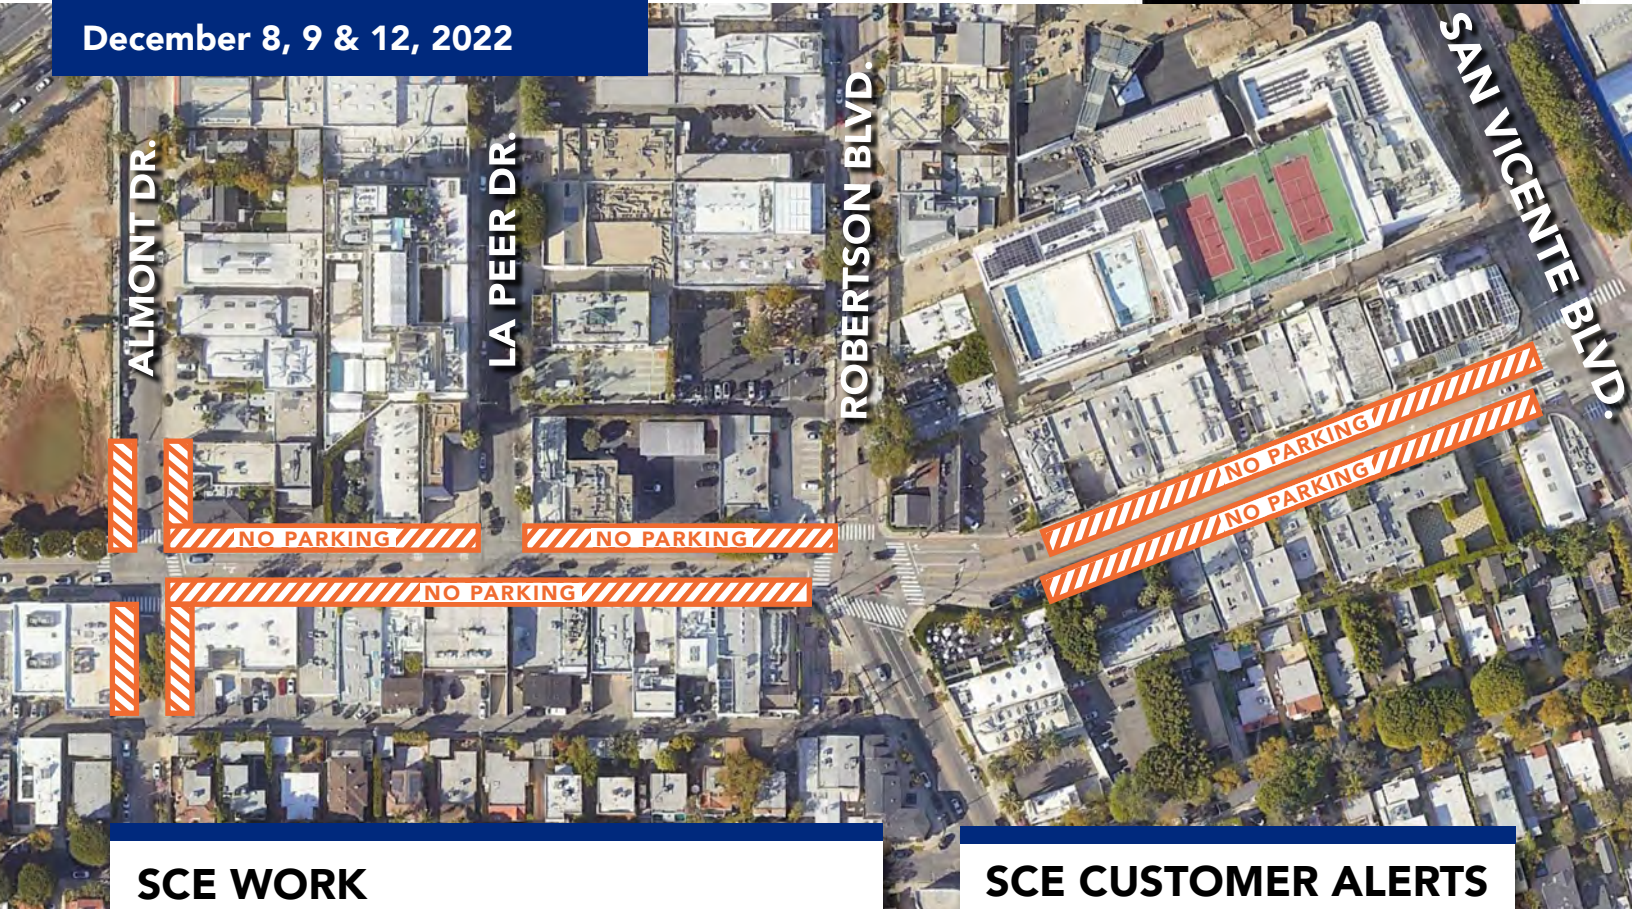 December 8, 9 & 12, 2022
ALMONT DR.
LA PEER DR.
ROBERTSON BLVD.
SAN VICENTE BLVD.
NO PARKING
NO PARKING
NO PARKING
NO PARKING
NO PARKING
SCE WORK
SCE CUSTOMER ALERTS